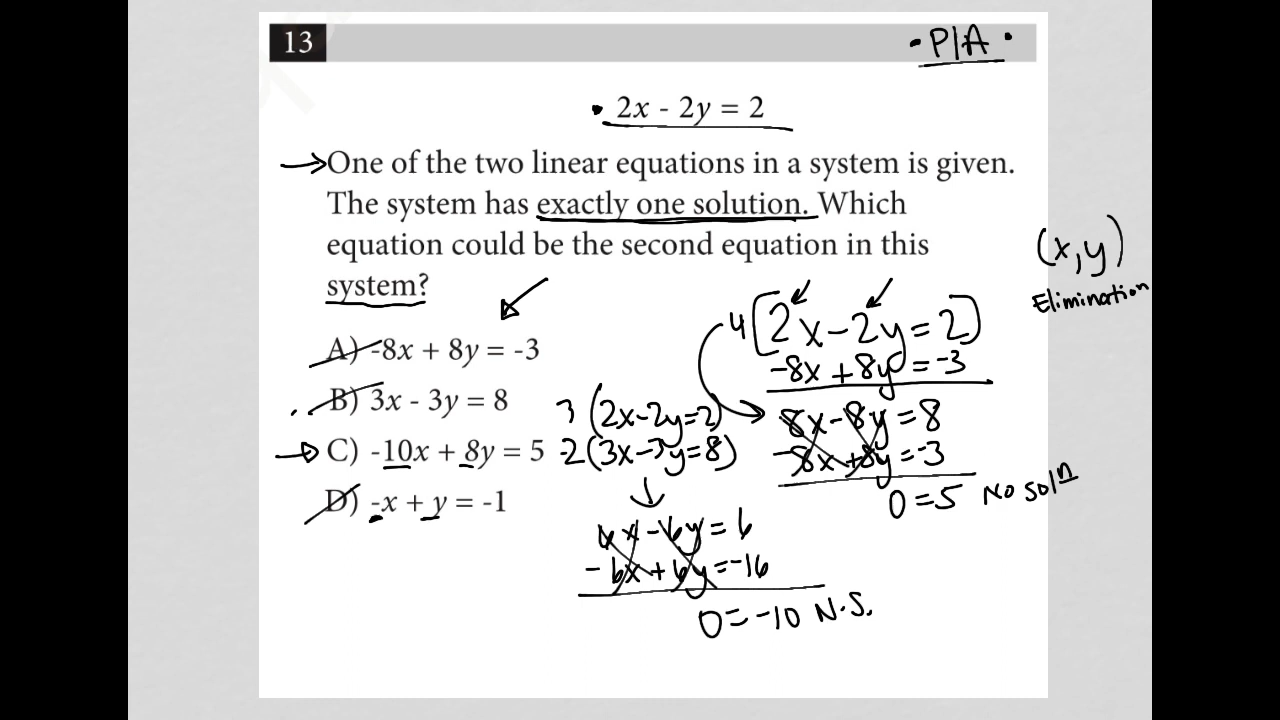 13
• P/A •
• 2x - 2y = 2
One of the two linear equations in a system is given.
The system has exactly one solution. Which
equation could be the second equation in this
system?
A) -8x + 8y = -3
B) 3x - 3y = 8
C) -10x + 8y = 5
D) -x + y = -1
(x,y)
Elimination
4[2x-2y=2]
-8x+8y=-3
8x-8y=8
-8x+8y=-3
0=5 No soln
3(2x-2y=2)
-2(3x-3y=8)
6x-6y=6
-6x+6y=-16
0=-10 N.S.